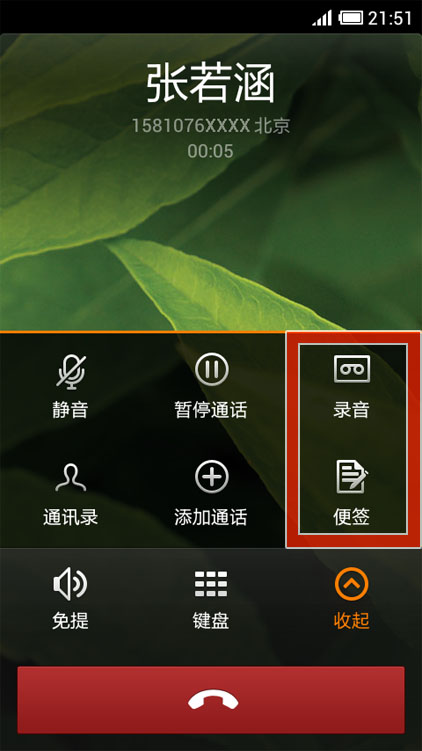 21:51
张若涵
1581076XXXX 北京
00:05
静音
暂停通话
录音
通讯录
添加通话
便签
免提
键盘
收起